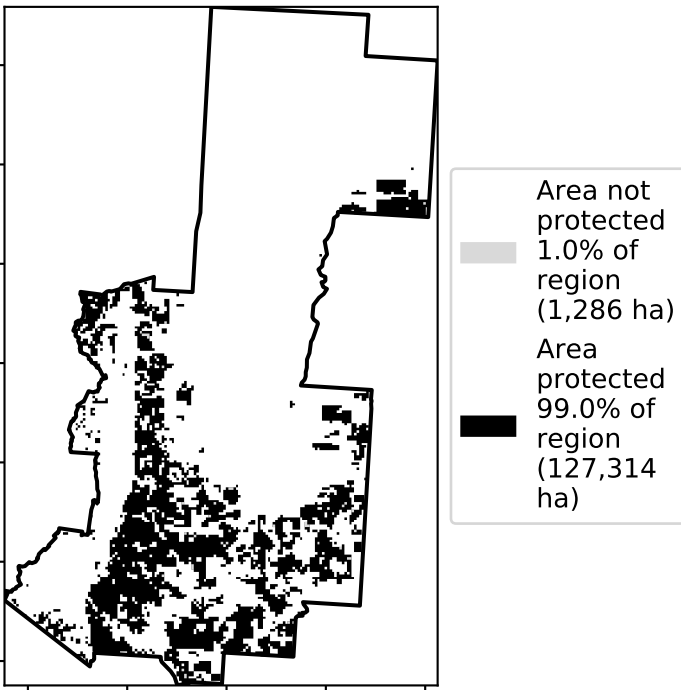 Area not
protected
1.0% of
region
(1,286 ha)
Area
protected
99.0% of
region
(127,314
ha)